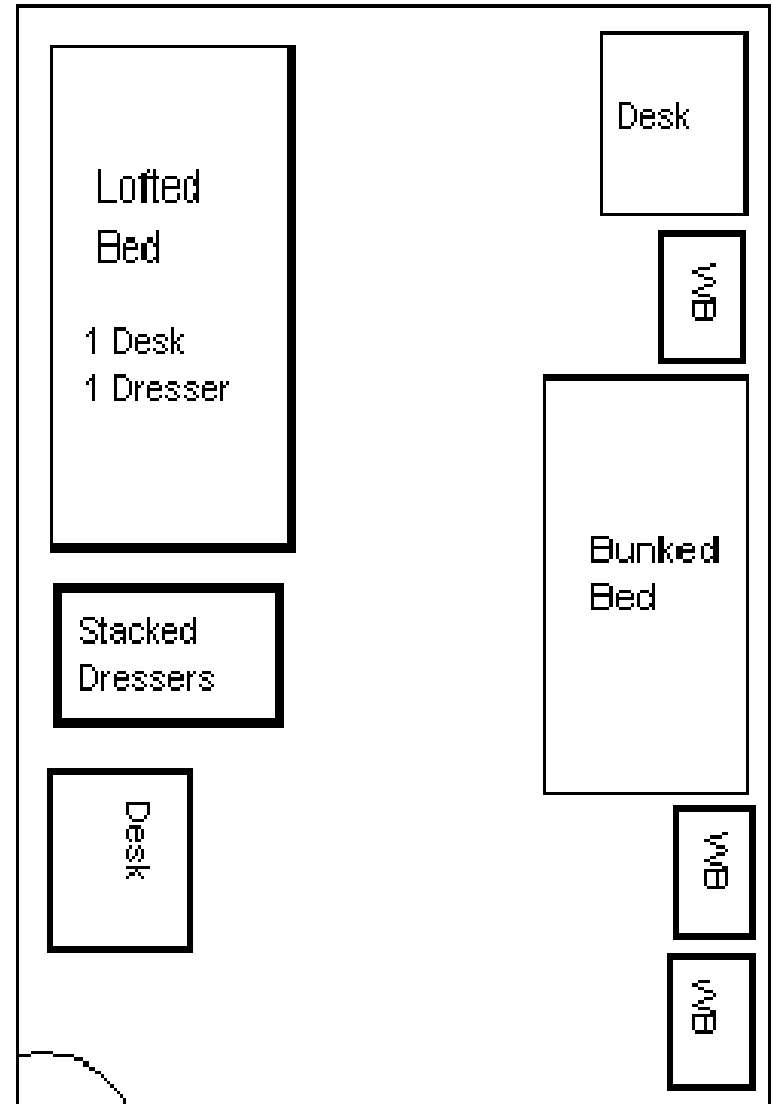 Lofted
Bed
1 Desk
1 Dresser
Stacked
Dressers
Desk
Desk
WB
Bunked
Bed
WB
WB